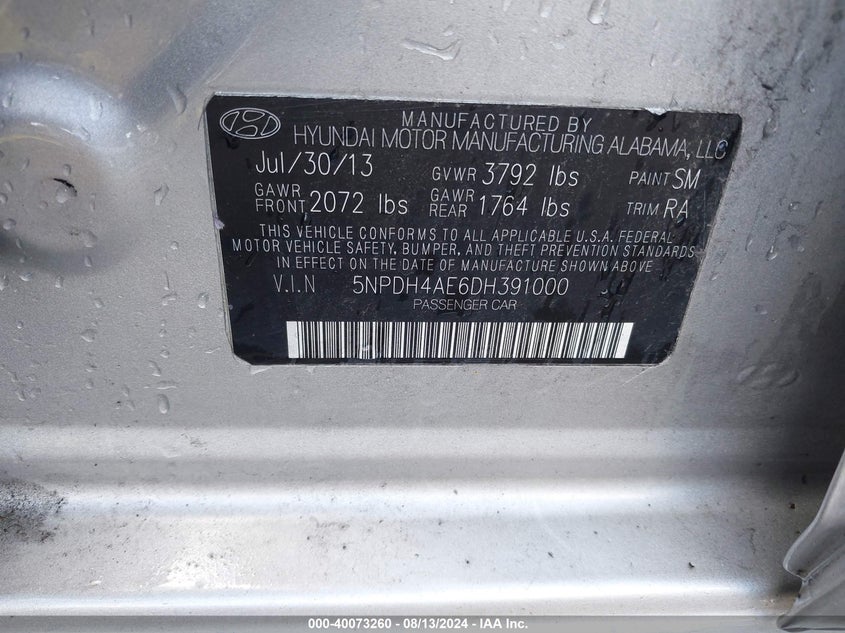 MANUFACTURED BY
HYUNDAI MOTOR MANUFACTURING ALABAMA, LLC
Jul/30/13 GVWR 3792 lbs PAINT SM
GAWR FRONT 2072 lbs GAWR REAR 1764 lbs TRIM RA
THIS VEHICLE CONFORMS TO ALL APPLICABLE U.S.A. FEDERAL
MOTOR VEHICLE SAFETY, BUMPER, AND THEFT PREVENTION STANDARDS
IN EFFECT ON THE DATE OF MANUFACTURE SHOWN ABOVE
V.I.N 5NPDH4AE6DH391000
PASSENGER CAR
000-40073260 - 08/13/2024 - IAA Inc.